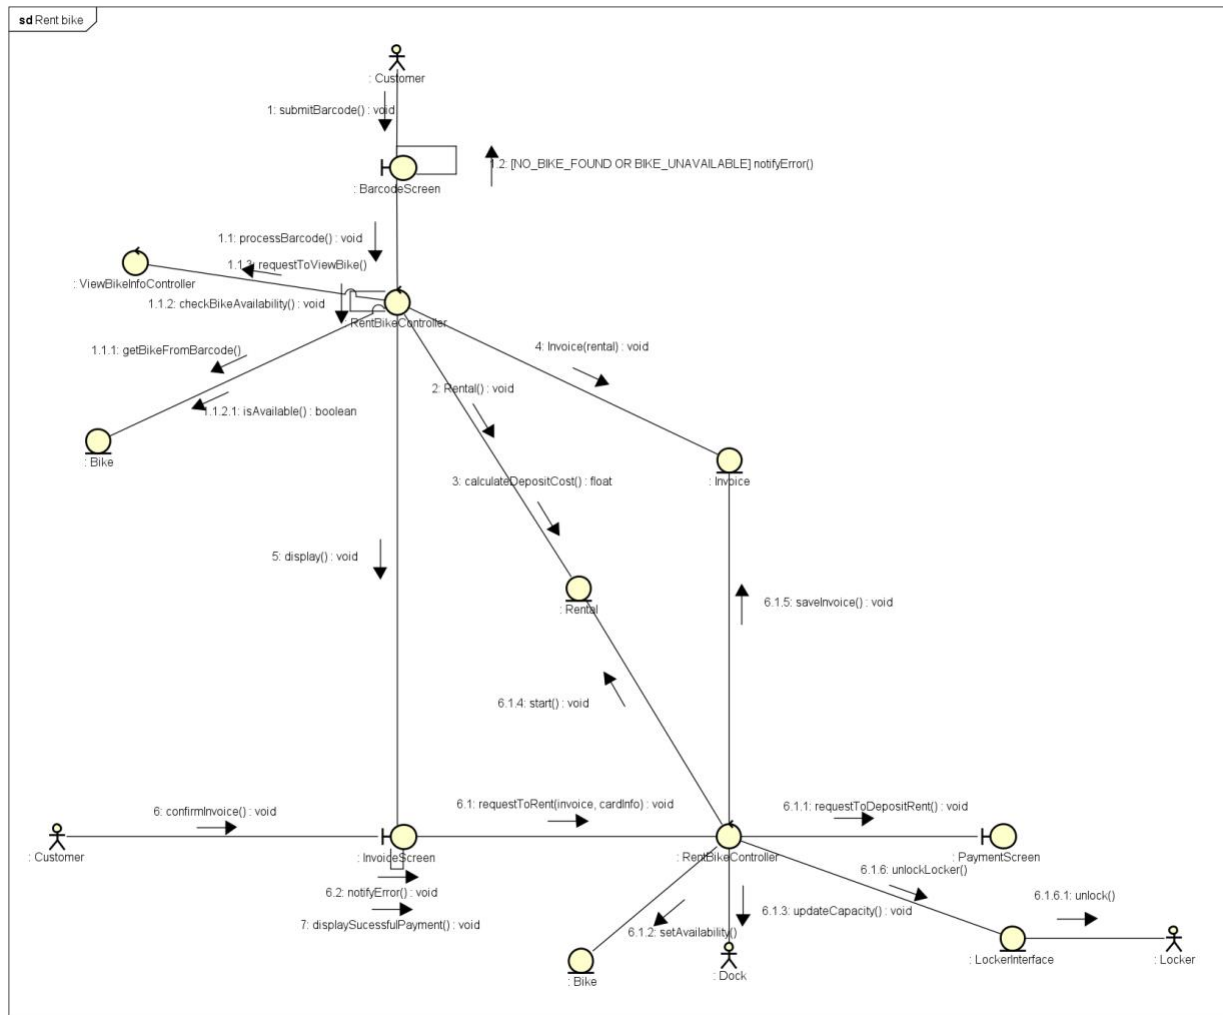 sd Rent bike
: Customer
1: submitBarcode() : void
1.2: [NO_BIKE_FOUND OR BIKE_UNAVAILABLE] notifyError()
: BarcodeScreen
1.1: processBarcode() : void
1.1.3: requestToViewBike()
: ViewBikeInfoController
1.1.2: checkBikeAvailability() : void
: RentBikeController
1.1.1: getBikeFromBarcode()
4: Invoice(rental) : void
2: Rental() : void
1.1.2.1: isAvailable() : boolean
: Bike
3: calculateDepositCost() : float
: Invoice
5: display() : void
: Rental
6.1.5: saveInvoice() : void
6.1.4: start() : void
6: confirmInvoice() : void
6.1: requestToRent(invoice, cardInfo) : void
6.1.1: requestToDepositRent() : void
: Customer
: InvoiceScreen
: RentBikeController
: PaymentScreen
6.1.6: unlockLocker()
6.2: notifyError() : void
6.1.6.1: unlock()
6.1.3: updateCapacity() : void
7: displaySucessfulPayment() : void
6.1.2: setAvailability()
: LockerInterface
: Locker
: Bike
: Dock